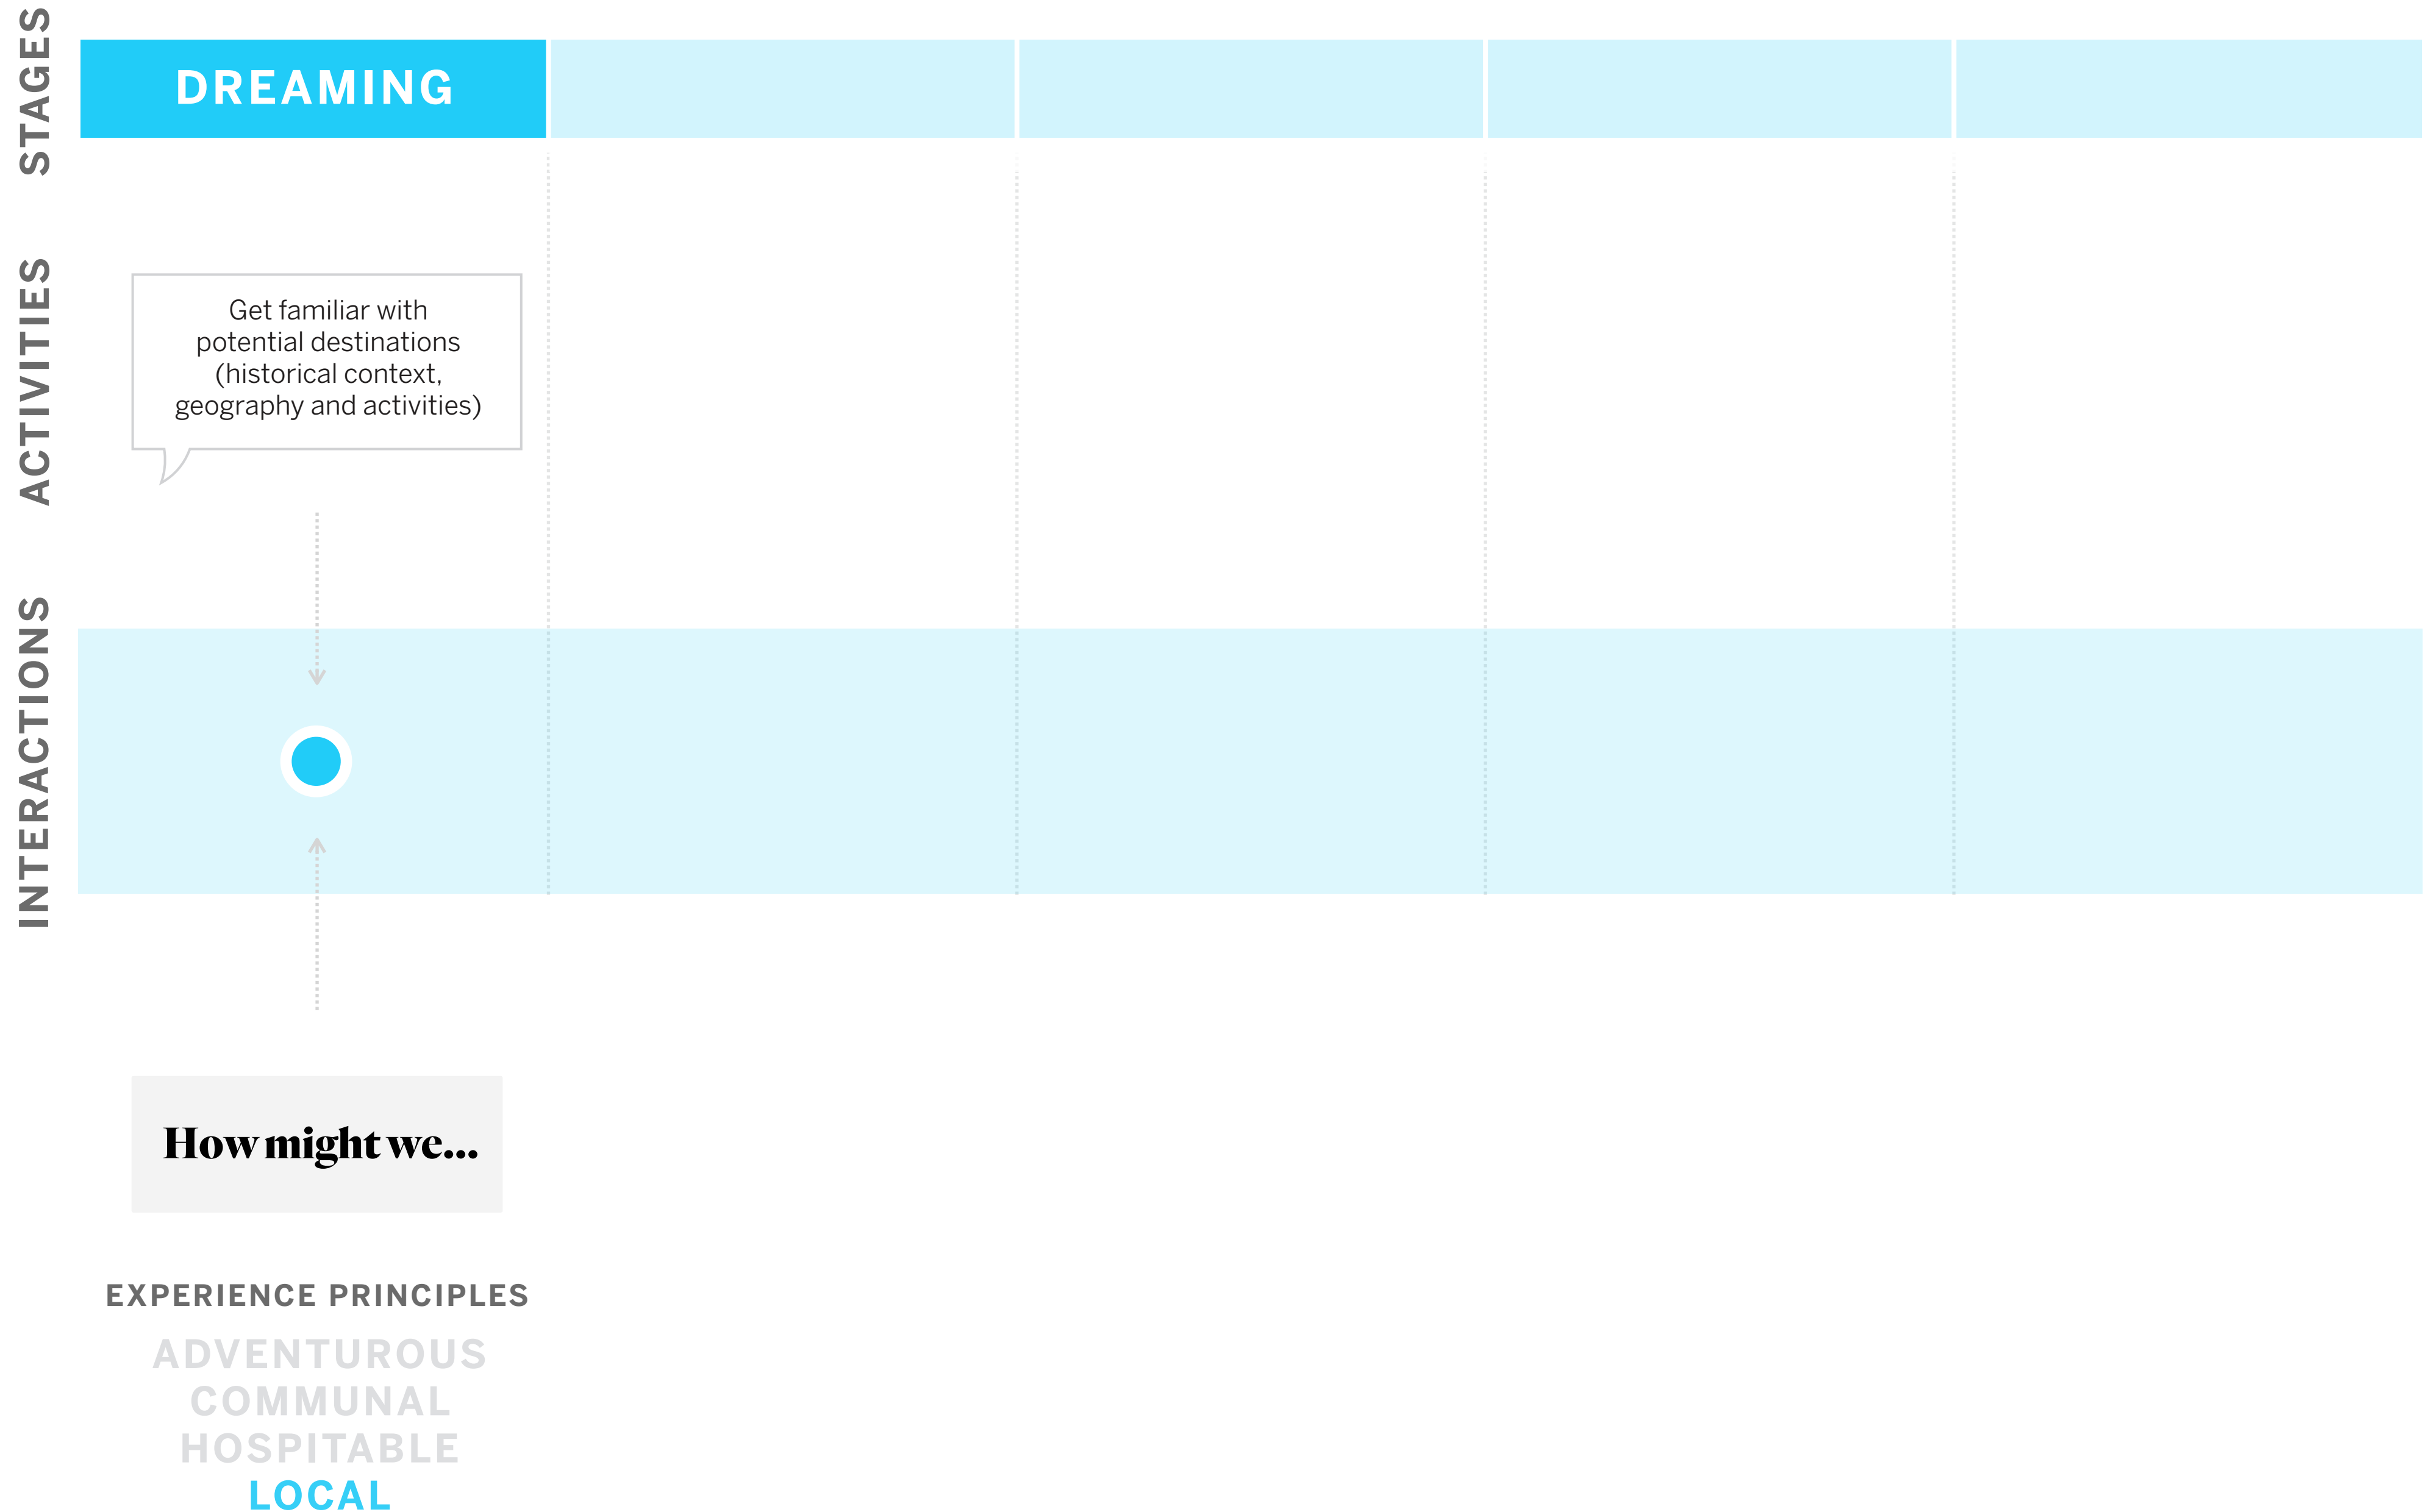 STAGES
DREAMING
ACTIVITIES
Get familiar with
potential destinations
(historical context,
geography and activities)
INTERACTIONS
How might we...
EXPERIENCE PRINCIPLES
ADVENTUROUS
COMMUNAL
HOSPITABLE
LOCAL